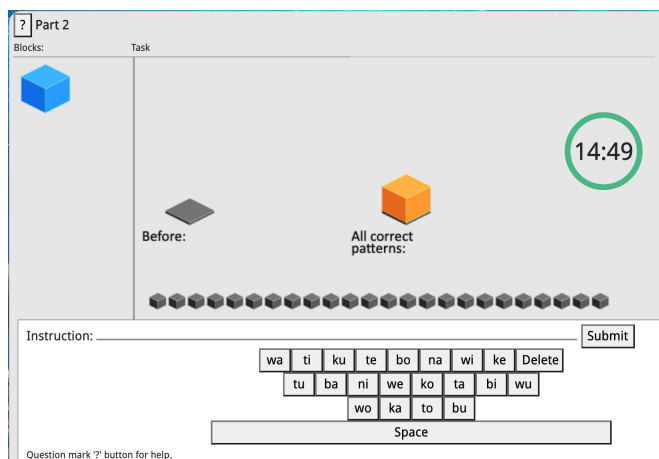 ? Part 2
Blocks: Task
14:49
Before: All correct
patterns:
Instruction: Submit
wa ti ku te bo na wi ke Delete
tu ba ni we ko ta bi wu
wo ka to bu
Space
Question mark '?' button for help.